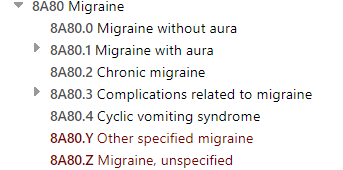 8A80 Migraine
8A80.0 Migraine without aura
8A80.1 Migraine with aura
8A80.2 Chronic migraine
8A80.3 Complications related to migraine
8A80.4 Cyclic vomiting syndrome
8A80.Y Other specified migraine
8A80.Z Migraine, unspecified